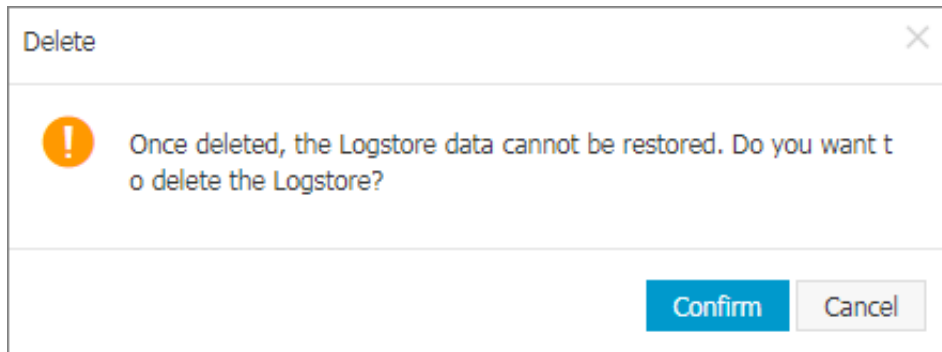 Delete
Once deleted, the Logstore data cannot be restored. Do you want t
o delete the Logstore?
Confirm Cancel